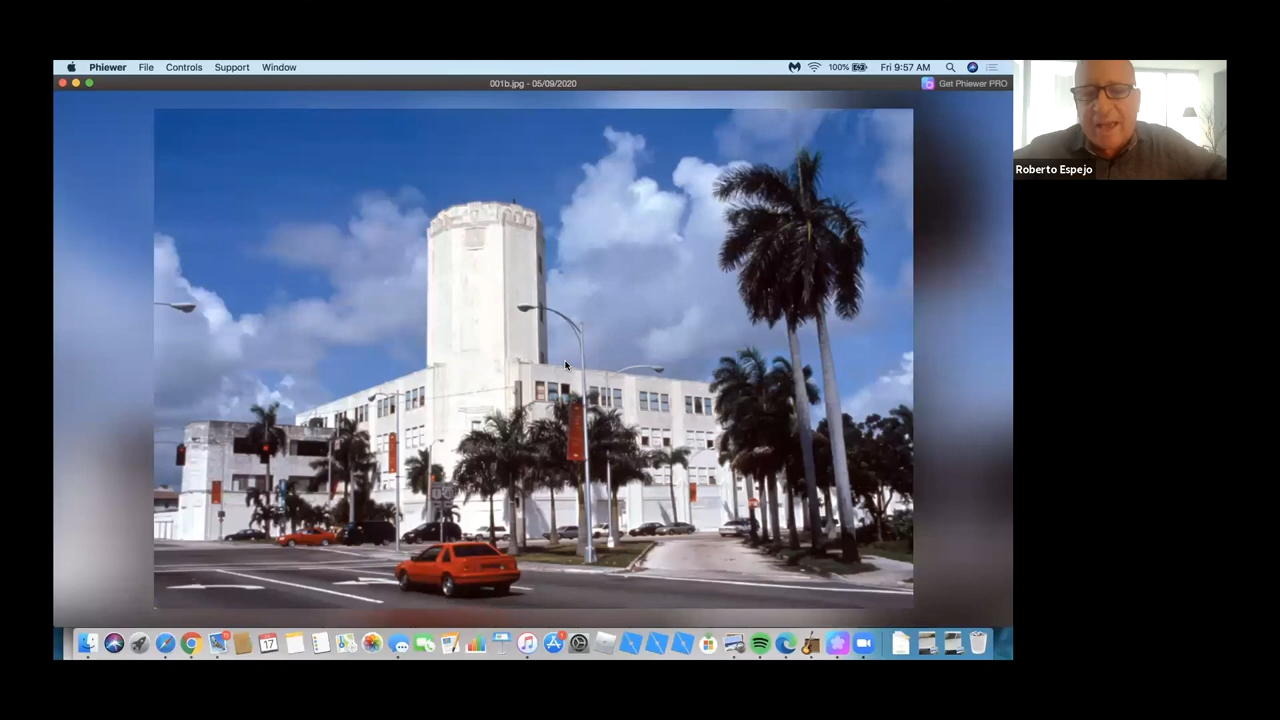 Phiewer File Controls Support Window 100% Fri 9:57 AM
001b.jpg - 05/09/2020 Get Phiewer PRO
Roberto Espejo
17